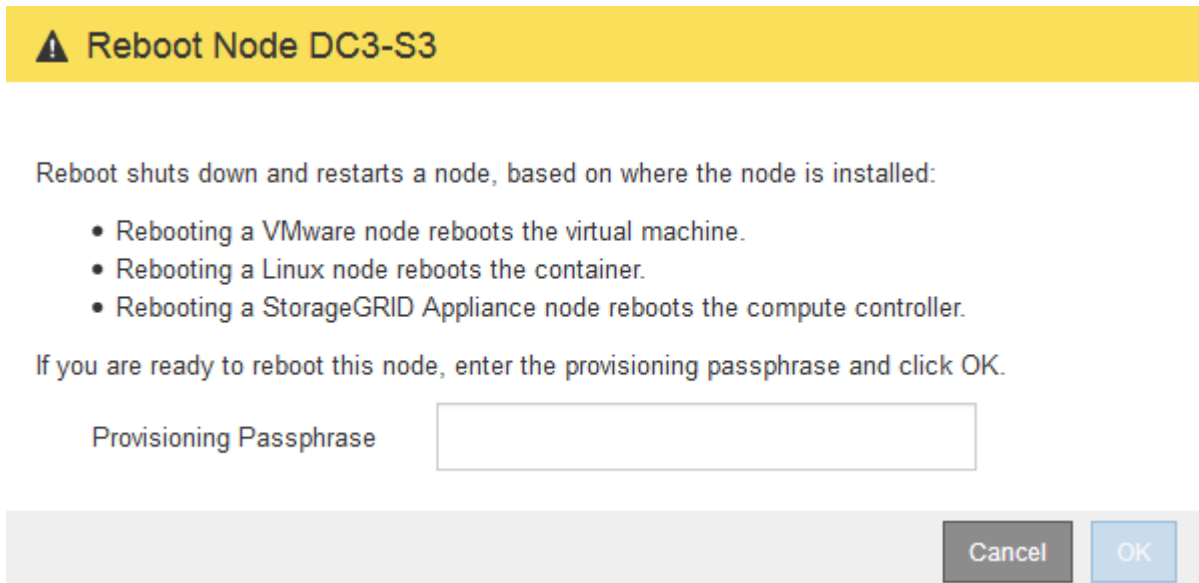 Reboot Node DC3-S3
Reboot shuts down and restarts a node, based on where the node is installed:
• Rebooting a VMware node reboots the virtual machine.
• Rebooting a Linux node reboots the container.
• Rebooting a StorageGRID Appliance node reboots the compute controller.
If you are ready to reboot this node, enter the provisioning passphrase and click OK.
Provisioning Passphrase
Cancel OK